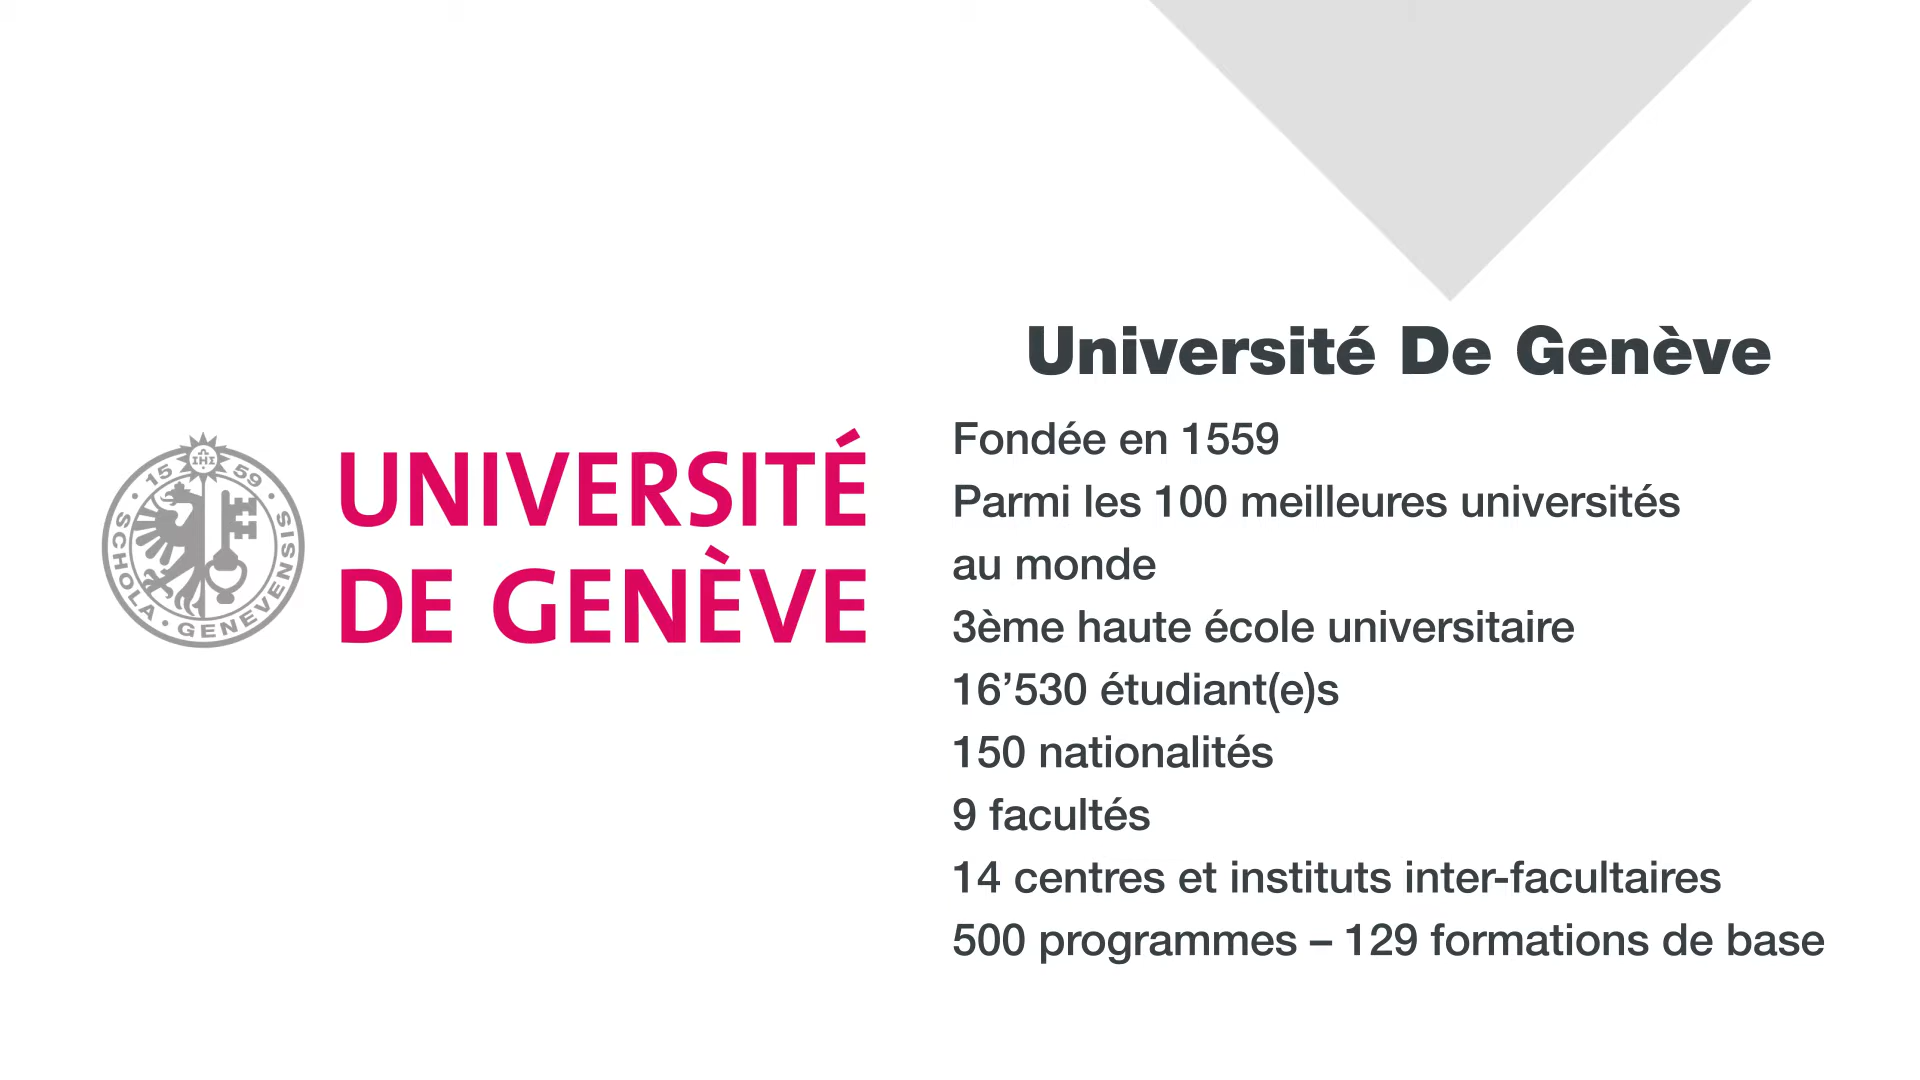 15 59
IHI
SCHOLA · GENEVENSIS
UNIVERSITÉ
DE GENÈVE
Université De Genève
Fondée en 1559
Parmi les 100 meilleures universités
au monde
3ème haute école universitaire
16’530 étudiant(e)s
150 nationalités
9 facultés
14 centres et instituts inter-facultaires
500 programmes – 129 formations de base